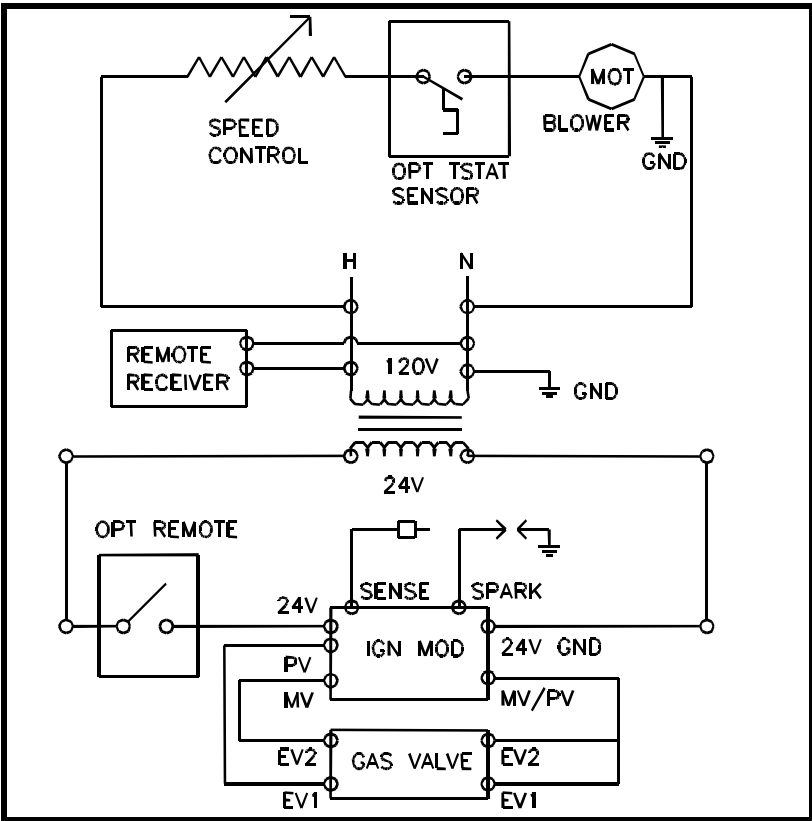 SPEED
CONTROL
OPT TSTAT
SENSOR
MOT
BLOWER
GND
H
N
REMOTE
RECEIVER
120V
GND
24V
OPT REMOTE
SENSE
SPARK
24V
IGN MOD
24V GND
PV
MV
MV/PV
EV2
GAS VALVE
EV2
EV1
EV1